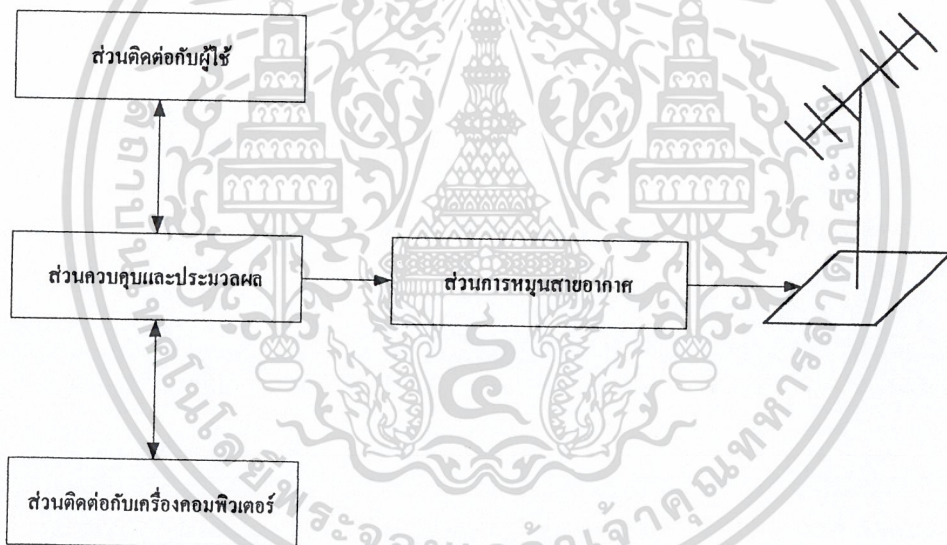 ส่วนติดต่อกับผู้ใช้
ส่วนควบคุมและประมวลผล
ส่วนการหมุนสายอากาศ
ส่วนติดต่อกับเครื่องคอมพิวเตอร์